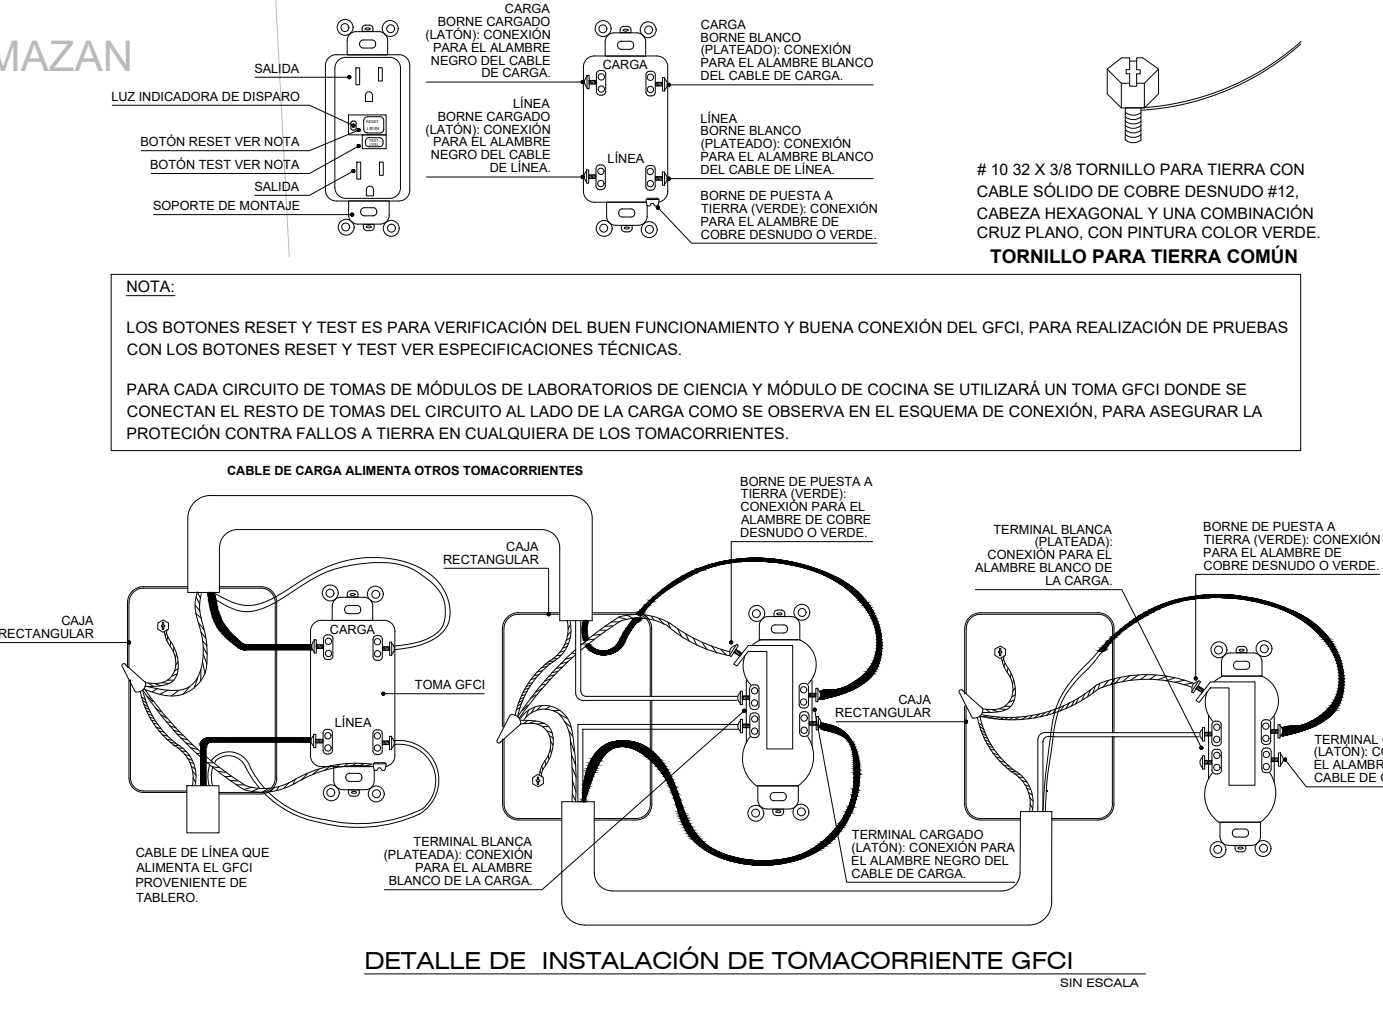 MAZAN
SALIDA
LUZ INDICADORA DE DISPARO
BOTÓN RESET VER NOTA
BOTÓN TEST VER NOTA
SALIDA
SOPORTE DE MONTAJE
RESET
TEST
CARGA
BORNE CARGADO
(LATÓN): CONEXIÓN
PARA EL ALAMBRE
NEGRO DEL CABLE
DE CARGA.
LÍNEA
BORNE CARGADO
(LATÓN): CONEXIÓN
PARA EL ALAMBRE
NEGRO DEL CABLE
DE LÍNEA.
CARGA
LÍNEA
CARGA
BORNE BLANCO
(PLATEADO): CONEXIÓN
PARA EL ALAMBRE BLANCO
DEL CABLE DE CARGA.
LÍNEA
BORNE BLANCO
(PLATEADO): CONEXIÓN
PARA EL ALAMBRE BLANCO
DEL CABLE DE LÍNEA.
BORNE DE PUESTA A
TIERRA (VERDE): CONEXIÓN
PARA EL ALAMBRE DE
COBRE DESNUDO O VERDE.
# 10 32 X 3/8 TORNILLO PARA TIERRA CON
CABLE SÓLIDO DE COBRE DESNUDO #12,
CABEZA HEXAGONAL Y UNA COMBINACIÓN
CRUZ PLANO, CON PINTURA COLOR VERDE.
TORNILLO PARA TIERRA COMÚN
NOTA:
LOS BOTONES RESET Y TEST ES PARA VERIFICACIÓN DEL BUEN FUNCIONAMIENTO Y BUENA CONEXIÓN DEL GFCI, PARA REALIZACIÓN DE PRUEBAS
CON LOS BOTONES RESET Y TEST VER ESPECIFICACIONES TÉCNICAS.
PARA CADA CIRCUITO DE TOMAS DE MÓDULOS DE LABORATORIOS DE CIENCIA Y MÓDULO DE COCINA SE UTILIZARÁ UN TOMA GFCI DONDE SE
CONECTAN EL RESTO DE TOMAS DEL CIRCUITO AL LADO DE LA CARGA COMO SE OBSERVA EN EL ESQUEMA DE CONEXIÓN, PARA ASEGURAR LA
PROTECIÓN CONTRA FALLOS A TIERRA EN CUALQUIERA DE LOS TOMACORRIENTES.
CABLE DE CARGA ALIMENTA OTROS TOMACORRIENTES
CAJA
RECTANGULAR
CARGA
TOMA GFCI
LÍNEA
CABLE DE LÍNEA QUE
ALIMENTA EL GFCI
PROVENIENTE DE
TABLERO.
CAJA
RECTANGULAR
BORNE DE PUESTA A
TIERRA (VERDE):
CONEXIÓN PARA EL
ALAMBRE DE COBRE
DESNUDO O VERDE.
TERMINAL BLANCA
(PLATEADA): CONEXIÓN
PARA EL ALAMBRE
BLANCO DE LA CARGA.
TERMINAL CARGADO
(LATÓN): CONEXIÓN PARA
EL ALAMBRE NEGRO DEL
CABLE DE CARGA.
CAJA
RECTANGULAR
TERMINAL BLANCA
(PLATEADA):
CONEXIÓN PARA EL
ALAMBRE BLANCO DE
LA CARGA.
BORNE DE PUESTA A
TIERRA (VERDE): CONEXIÓN
PARA EL ALAMBRE DE
COBRE DESNUDO O VERDE.
TERMINAL
(LATÓN): CO
EL ALAMBR
CABLE DE
DETALLE DE INSTALACIÓN DE TOMACORRIENTE GFCI
SIN ESCALA